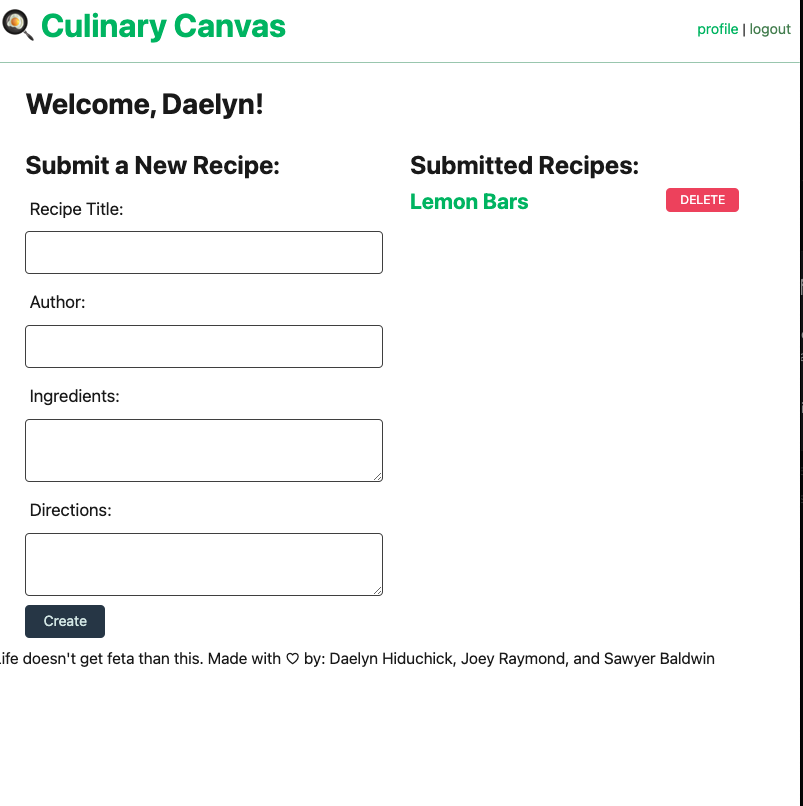 Culinary Canvas
profile | logout
Welcome, Daelyn!
Submit a New Recipe:
Recipe Title:
Author:
Ingredients:
Directions:
Create
Submitted Recipes:
Lemon Bars
DELETE
ife doesn't get feta than this. Made with ♡ by: Daelyn Hiduchick, Joey Raymond, and Sawyer Baldwin